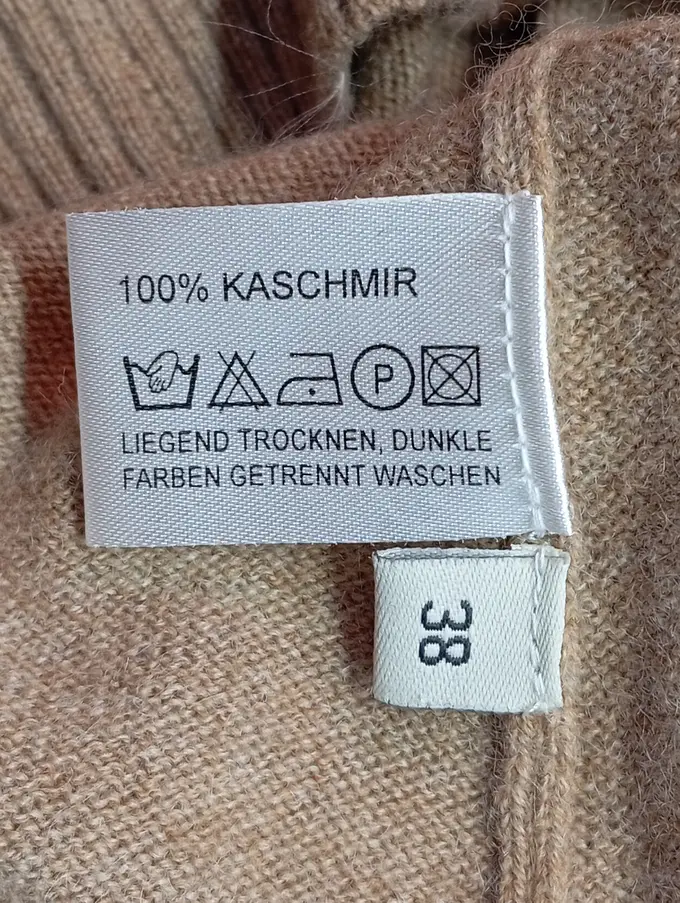 100% KASCHMIR
P
LIEGEND TROCKNEN, DUNKLE
FARBEN GETRENNT WASCHEN
38